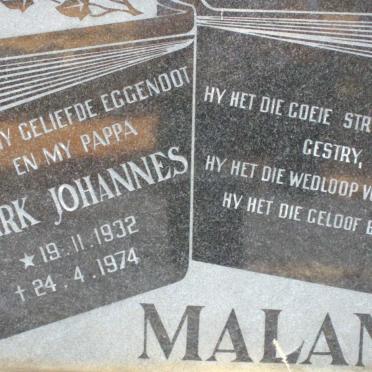 Y GELIEFDE EGGENOOT
EN MY PAPPA
RK JOHANNES
* 19.11.1932
† 24.4.1974
HY HET DIE GOEIE STR
GESTRY,
HY HET DIE WEDLOOP V
HY HET DIE GELOOF B
MALAN